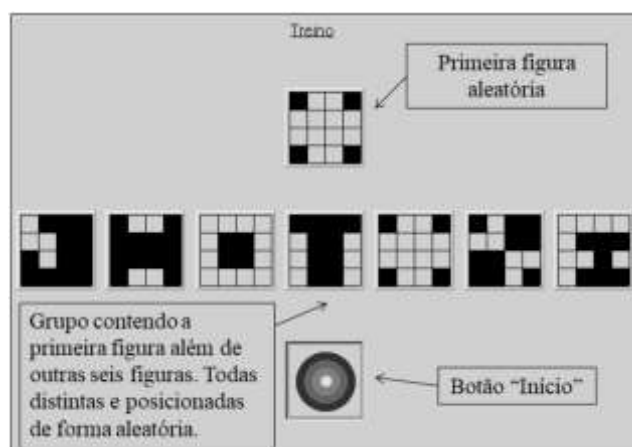 Treino
Primeira figura
aleatória
Grupo contendo a
primeira figura além de
outras seis figuras. Todas
distintas e posicionadas
de forma aleatória.
Botão “Início”